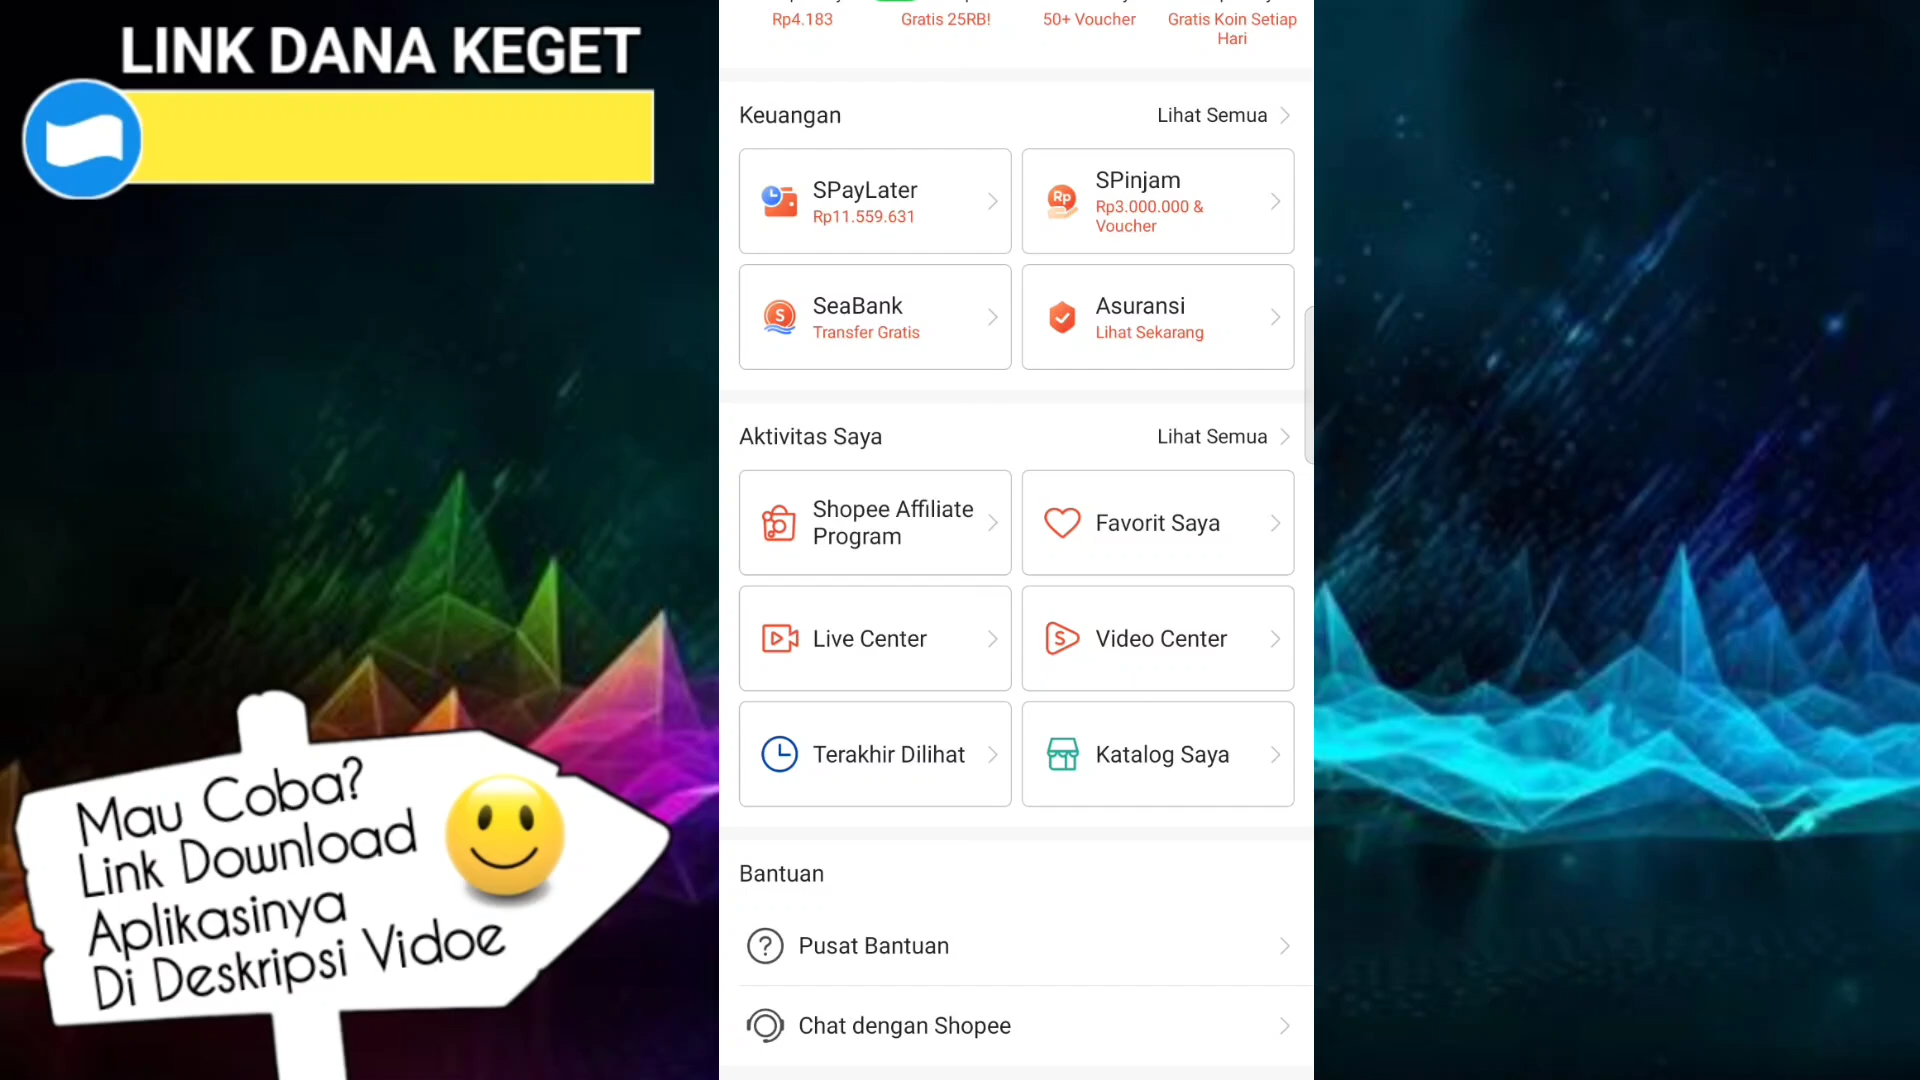 LINK DANA KEGET
Rp4.183
Gratis 25RB!
50+ Voucher
Gratis Koin Setiap
Hari
Keuangan
Lihat Semua
SPayLater
Rp11.559.631
SPinjam
Rp3.000.000 &
Voucher
SeaBank
Transfer Gratis
Asuransi
Lihat Sekarang
Aktivitas Saya
Lihat Semua
Shopee Affiliate
Program
Favorit Saya
Live Center
Video Center
Terakhir Dilihat
Katalog Saya
Bantuan
Pusat Bantuan
Chat dengan Shopee
Mau Coba?
Link Download
Aplikasinya
Di Deskripsi Vidoe